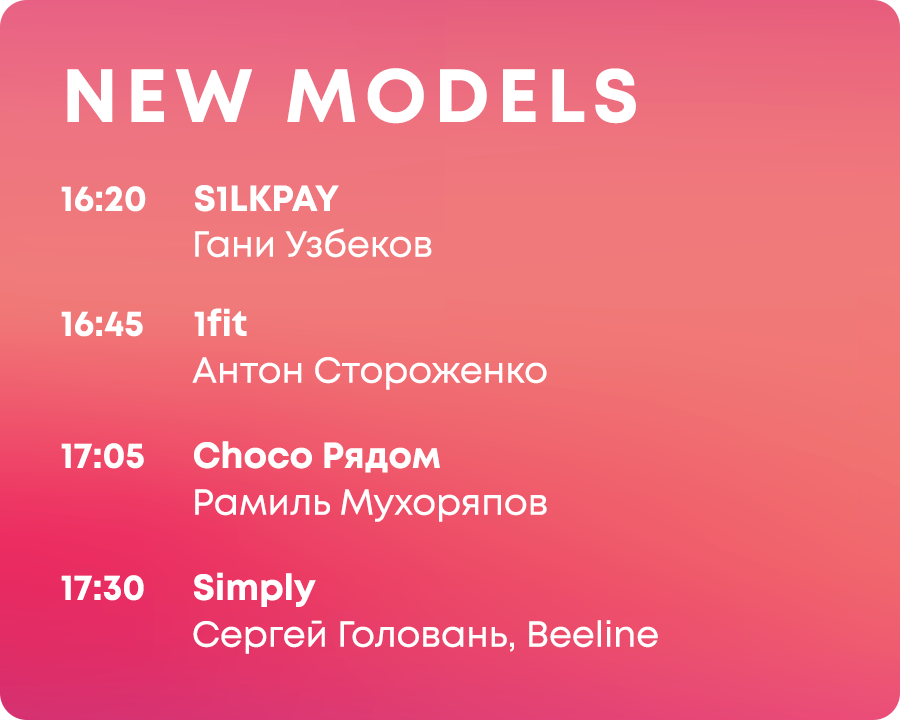 NEW MODELS
16:20 S1LKPAY
Гани Узбеков
16:45 1fit
Антон Стороженко
17:05 Choco Рядом
Рамиль Мухоряпов
17:30 Simply
Сергей Головань, Beeline